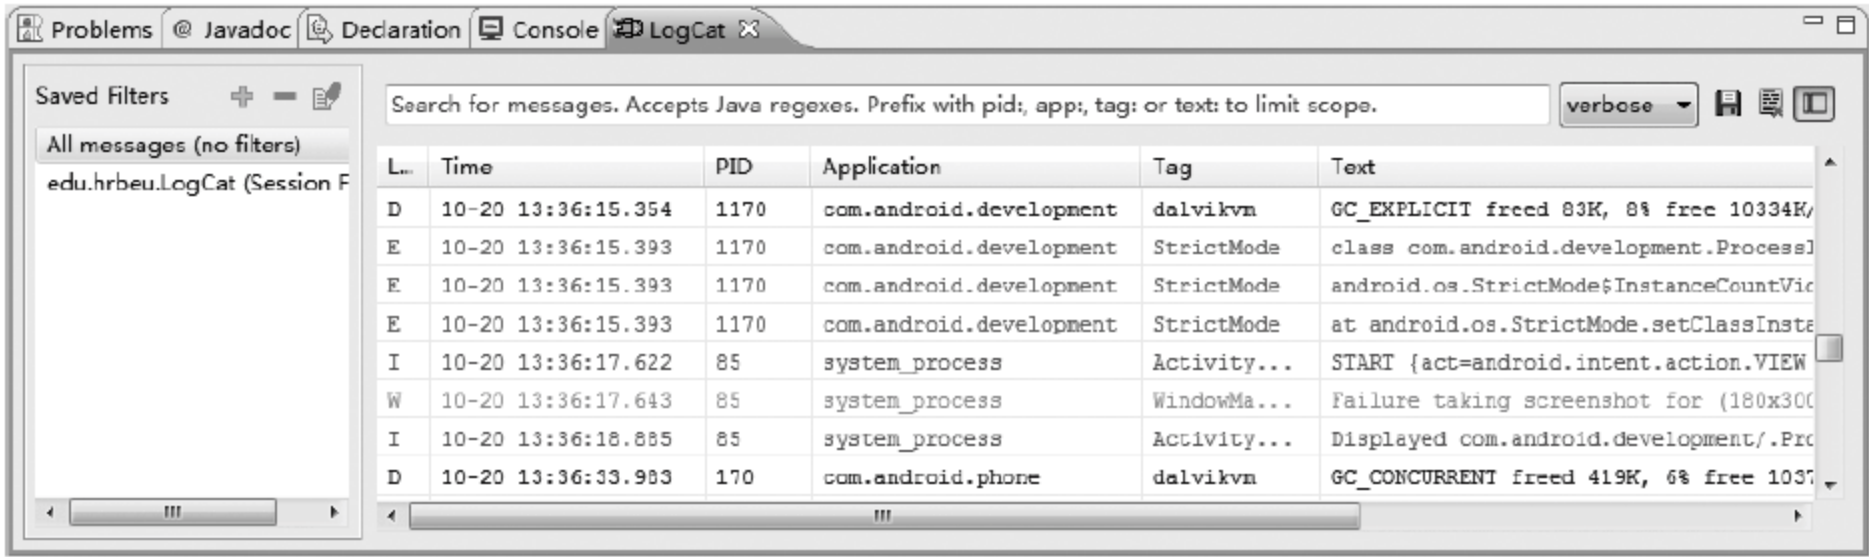 Problems @ Javadoc Declaration Console LogCat
Saved Filters
All messages (no filters)
edu.hrbeu.LogCat (Session F
Search for messages. Accepts Java regexes. Prefix with pid:, app:, tag: or text: to limit scope.
verbose
L... Time PID Application Tag Text
D 10-20 13:36:15.354 1170 com.android.development dalvikvm GC_EXPLICIT freed 83K, 8% free 10334K/
E 10-20 13:36:15.393 1170 com.android.development StrictMode class com.android.development.ProcessI
E 10-20 13:36:15.393 1170 com.android.development StrictMode android.os.StrictMode$InstanceCountVio
E 10-20 13:36:15.393 1170 com.android.development StrictMode at android.os.StrictMode.setClassInsta
I 10-20 13:36:17.622 85 system_process Activity... START {act=android.intent.action.VIEW
W 10-20 13:36:17.643 85 system_process WindowMa... Failure taking screenshot for (180x300
I 10-20 13:36:18.885 85 system_process Activity... Displayed com.android.development/.Pro
D 10-20 13:36:33.983 170 com.android.phone dalvikvm GC_CONCURRENT freed 419K, 6% free 1037